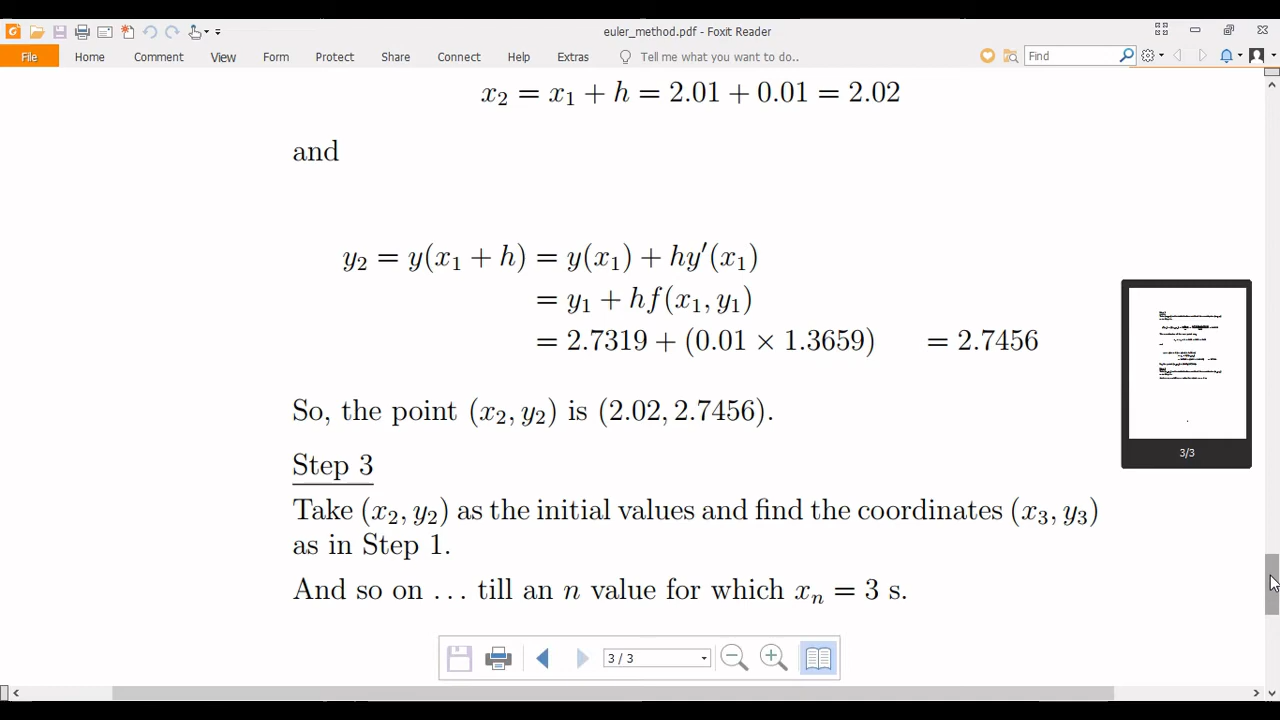 euler_method.pdf - Foxit Reader
File Home Comment View Form Protect Share Connect Help Extras Tell me what you want to do.. Find
x₂ = x₁ + h = 2.01 + 0.01 = 2.02
and
y₂ = y(x₁ + h) = y(x₁) + hy′(x₁)
= y₁ + hf(x₁, y₁)
= 2.7319 + (0.01 × 1.3659) = 2.7456
So, the point (x₂, y₂) is (2.02, 2.7456).
Step 3
Take (x₂, y₂) as the initial values and find the coordinates (x₃, y₃)
as in Step 1.
And so on ... till an n value for which xₙ = 3 s.
3/3
3 / 3